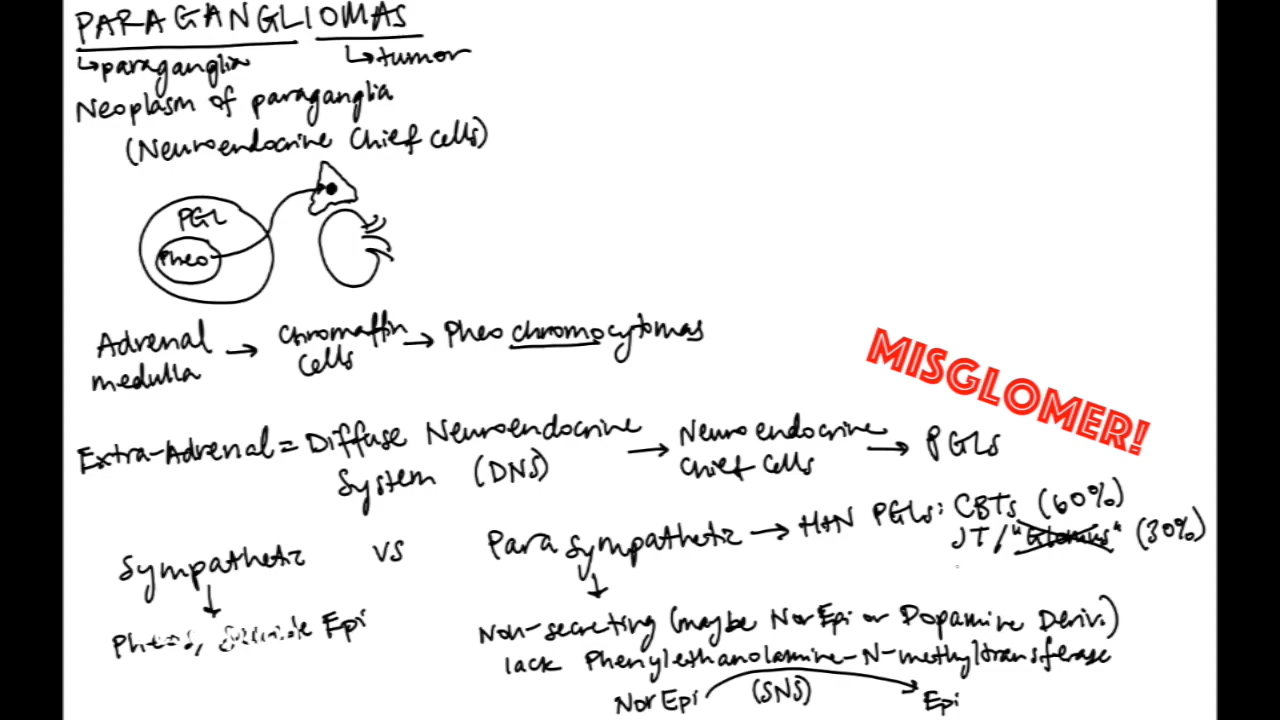 PARAGANGLIOMAS
↳paraganglia ↳tumor
Neoplasm of paraganglia
(Neuroendocrine Chief cells)
PGL
Pheo
Adrenal medulla → Chromaffin cells → Pheochromocytomas
MISGLOMER!
Extra-Adrenal = Diffuse Neuroendocrine System (DNS) → Neuroendocrine chief cells → PGLs
Sympathetic vs Parasympathetic → H+N PGLs: CBTs (60%)
JT/"Glomus" (30%)
Pheos, Epi
Non-secreting (maybe NorEpi or Dopamine Deriv.)
lack Phenylethanolamine-N-methyltransferase
NorEpi (SNS) Epi